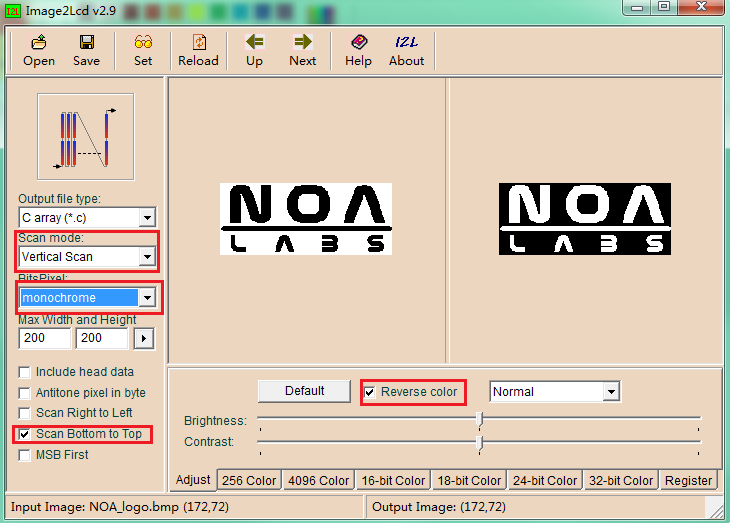 Image2Lcd v2.9
Open Save Set Reload Up Next Help About
I2L
Output file type:
C array (*.c)
Scan mode:
Vertical Scan
BitsPixel:
monochrome
Max Width and Height
200 200
Include head data
Antitone pixel in byte
Scan Right to Left
Scan Bottom to Top
MSB First
NOA
LABS
NOA
LABS
Default Reverse color Normal
Brightness:
Contrast:
Adjust 256 Color 4096 Color 16-bit Color 18-bit Color 24-bit Color 32-bit Color Register
Input Image: NOA_logo.bmp (172,72) Output Image: (172,72)